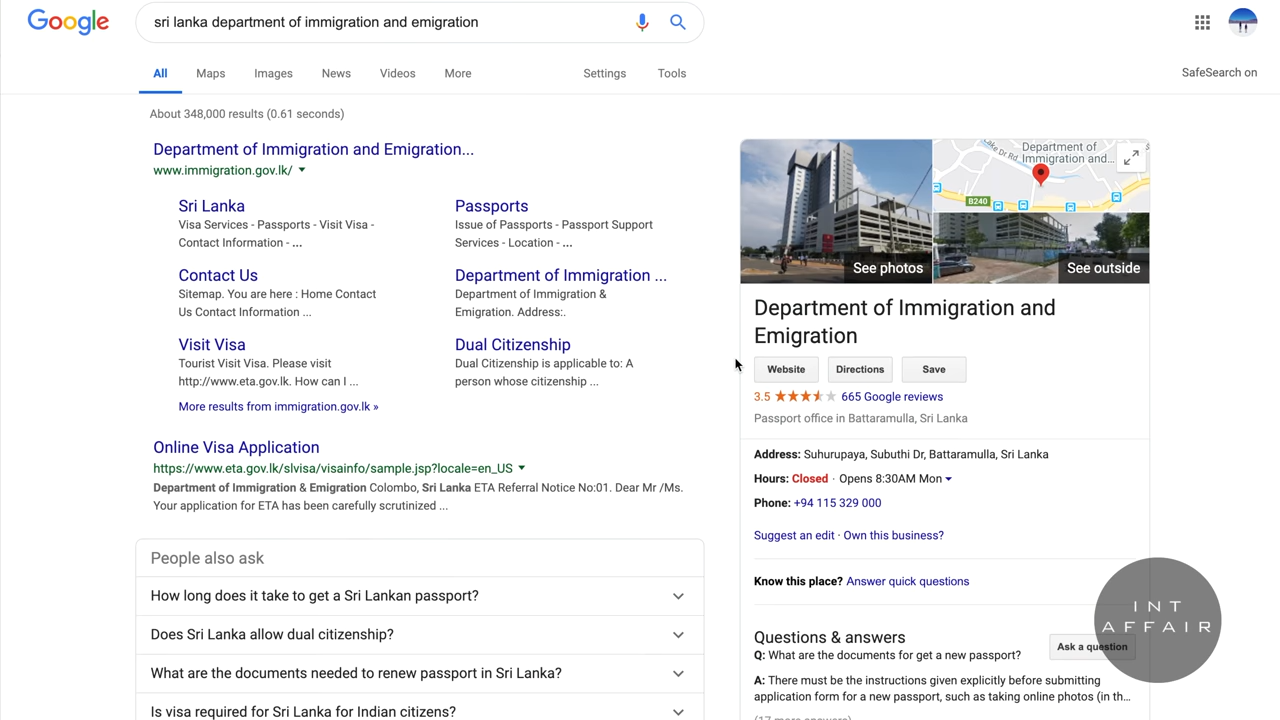 Google
sri lanka department of immigration and emigration
All
Maps
Images
News
Videos
More
Settings
Tools
SafeSearch on
About 348,000 results (0.61 seconds)
Department of Immigration and Emigration...
www.immigration.gov.lk/
Sri Lanka
Visa Services - Passports - Visit Visa -
Contact Information - ...
Passports
Issue of Passports - Passport Support
Services - Location - ...
Contact Us
Sitemap. You are here : Home Contact
Us Contact Information ...
Department of Immigration ...
Department of Immigration &
Emigration. Address:.
Visit Visa
Tourist Visit Visa. Please visit
http://www.eta.gov.lk. How can I ...
Dual Citizenship
Dual Citizenship is applicable to: A
person whose citizenship ...
More results from immigration.gov.lk »
Online Visa Application
https://www.eta.gov.lk/slvisa/visainfo/sample.jsp?locale=en_US
Department of Immigration & Emigration Colombo, Sri Lanka ETA Referral Notice No:01. Dear Mr /Ms.
Your application for ETA has been carefully scrutinized ...
People also ask
How long does it take to get a Sri Lankan passport?
Does Sri Lanka allow dual citizenship?
What are the documents needed to renew passport in Sri Lanka?
Is visa required for Sri Lanka for Indian citizens?
See photos
Lake Dr Rd
Department of
Immigration and...
B240
See outside
Department of Immigration and
Emigration
Website
Directions
Save
3.5 665 Google reviews
Passport office in Battaramulla, Sri Lanka
Address: Suhurupaya, Subuthi Dr, Battaramulla, Sri Lanka
Hours: Closed · Opens 8:30AM Mon
Phone: +94 115 329 000
Suggest an edit · Own this business?
Know this place? Answer quick questions
Questions & answers
Q: What are the documents for get a new passport?
Ask a question
A: There must be the instructions given explicitly before submitting
application form for a new passport, such as taking online photos (in th...
(17 more answers)
INT
AFFAIR